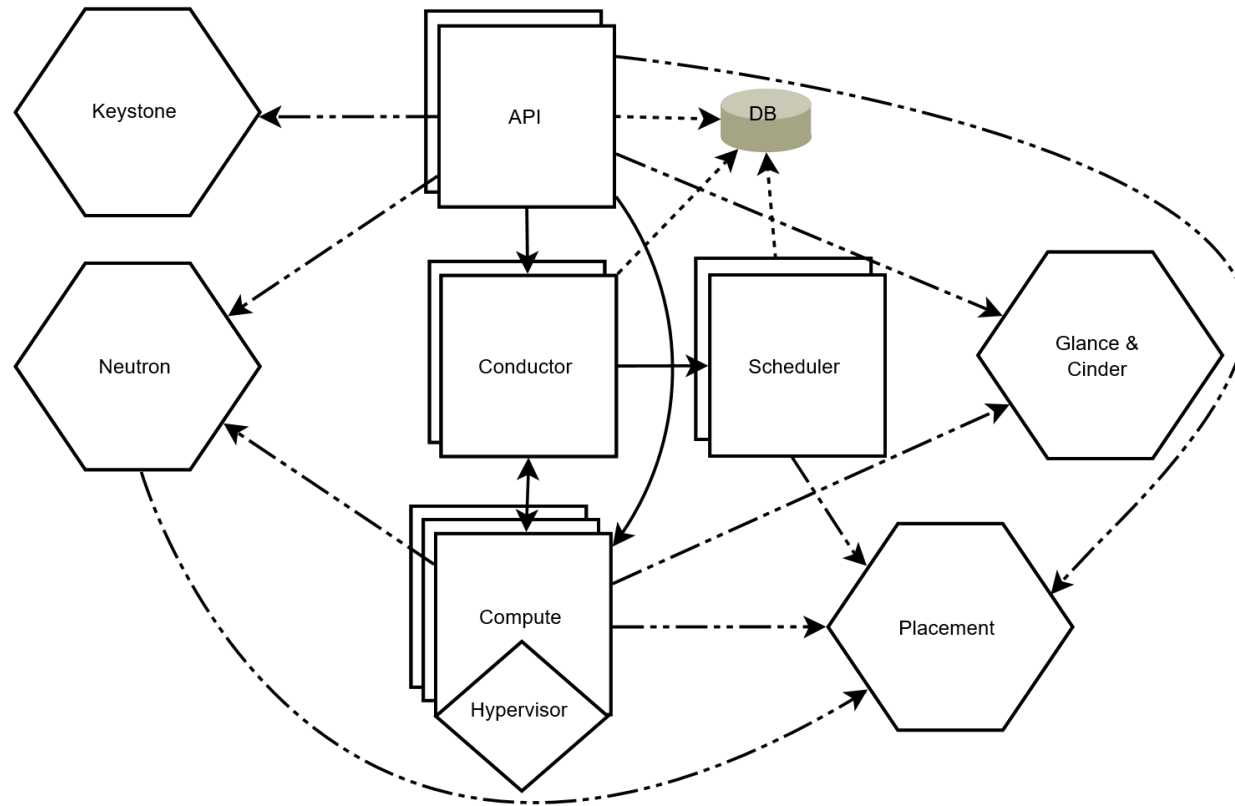 Keystone
API
DB
Neutron
Conductor
Scheduler
Glance &
Cinder
Compute
Placement
Hypervisor